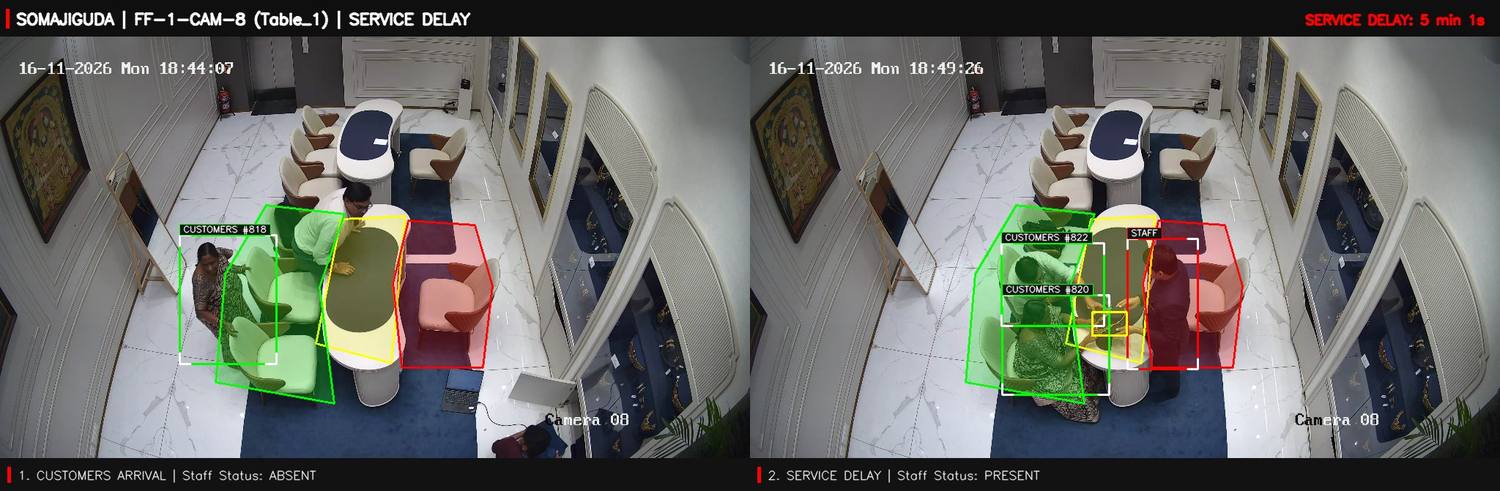 SOMAJIGUDA | FF-1-CAM-8 (Table_1) | SERVICE DELAY
SERVICE DELAY: 5 min 1s
16-11-2026 Mon 18:44:07
CUSTOMERS #818
Camera 08
1. CUSTOMERS ARRIVAL | Staff Status: ABSENT
16-11-2026 Mon 18:49:26
CUSTOMERS #822
STAFF
CUSTOMERS #820
Camera 08
2. SERVICE DELAY | Staff Status: PRESENT